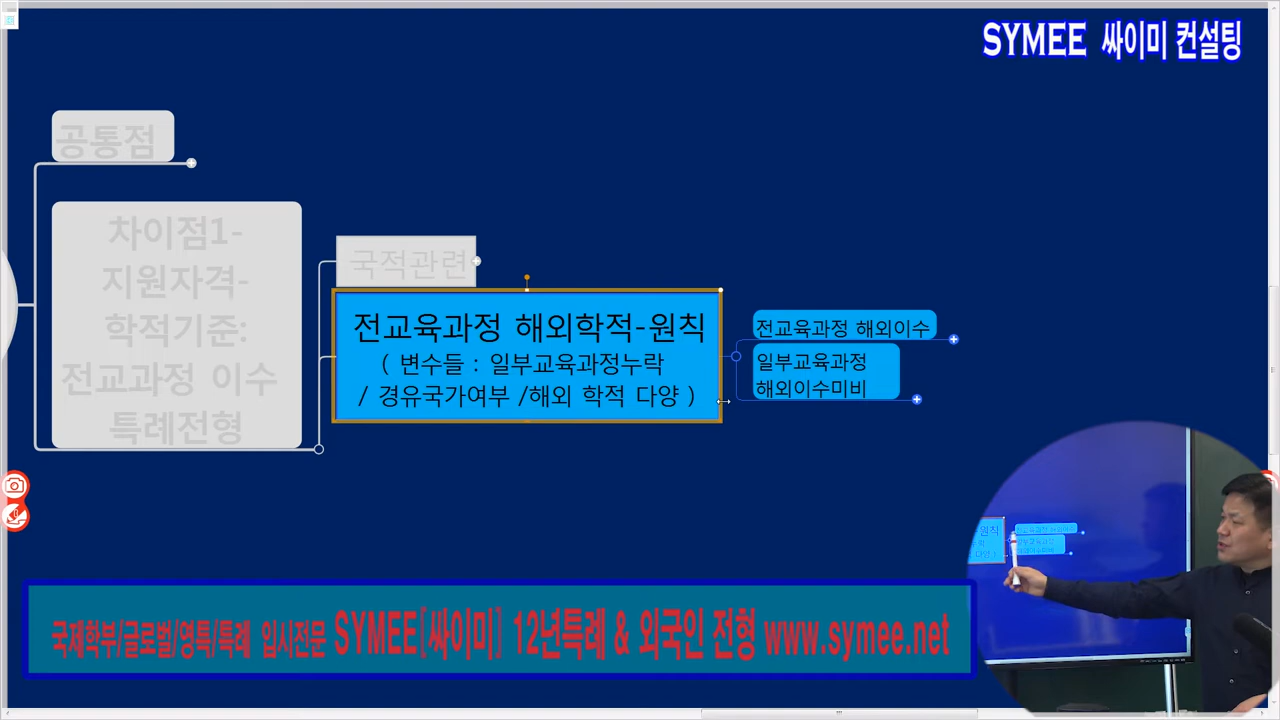 SYMEE 싸이미 컨설팅
공통점
차이점1-
지원자격-
학적기준:
전교육과정 이수
특례전형
국적관련
전교육과정 해외학적-원칙
( 변수들 : 일부교육과정누락
/ 경유국가여부 /해외 학적 다양 )
전교육과정 해외이수
일부교육과정
해외이수미비
국제학부/글로벌/영특/특례 입시전문 SYMEE[싸이미] 12년특례 & 외국인 전형 www.symee.net